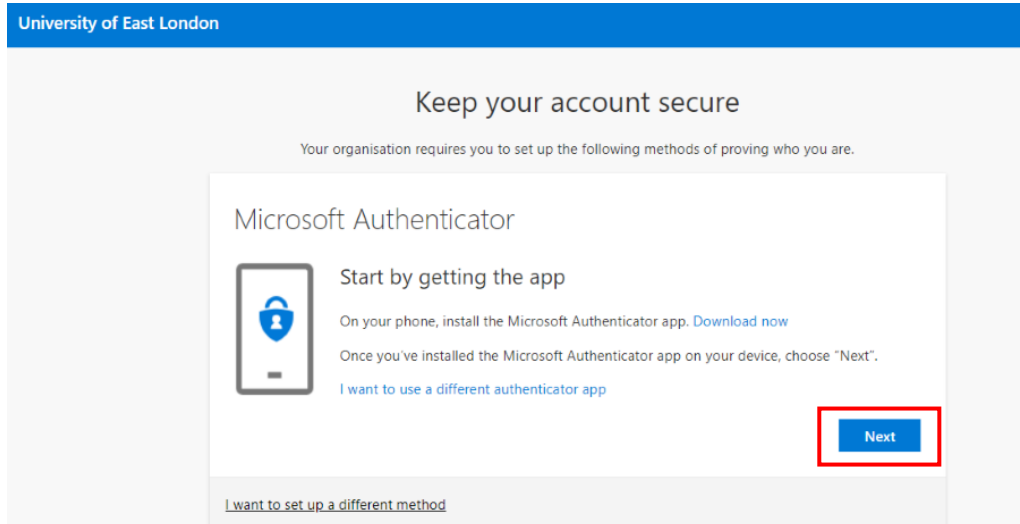 University of East London
Keep your account secure
Your organisation requires you to set up the following methods of proving who you are.
Microsoft Authenticator
Start by getting the app
On your phone, install the Microsoft Authenticator app. Download now
Once you've installed the Microsoft Authenticator app on your device, choose "Next".
I want to use a different authenticator app
Next
I want to set up a different method